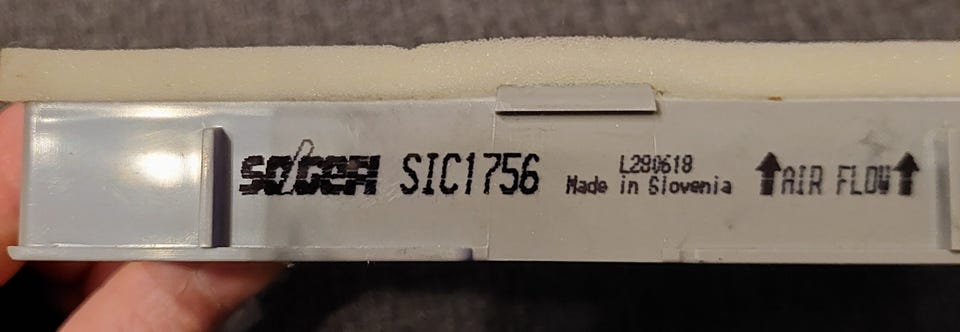 SOGEFI SIC1756
L280618
Made in Slovenia
↑AIR FLOW↑